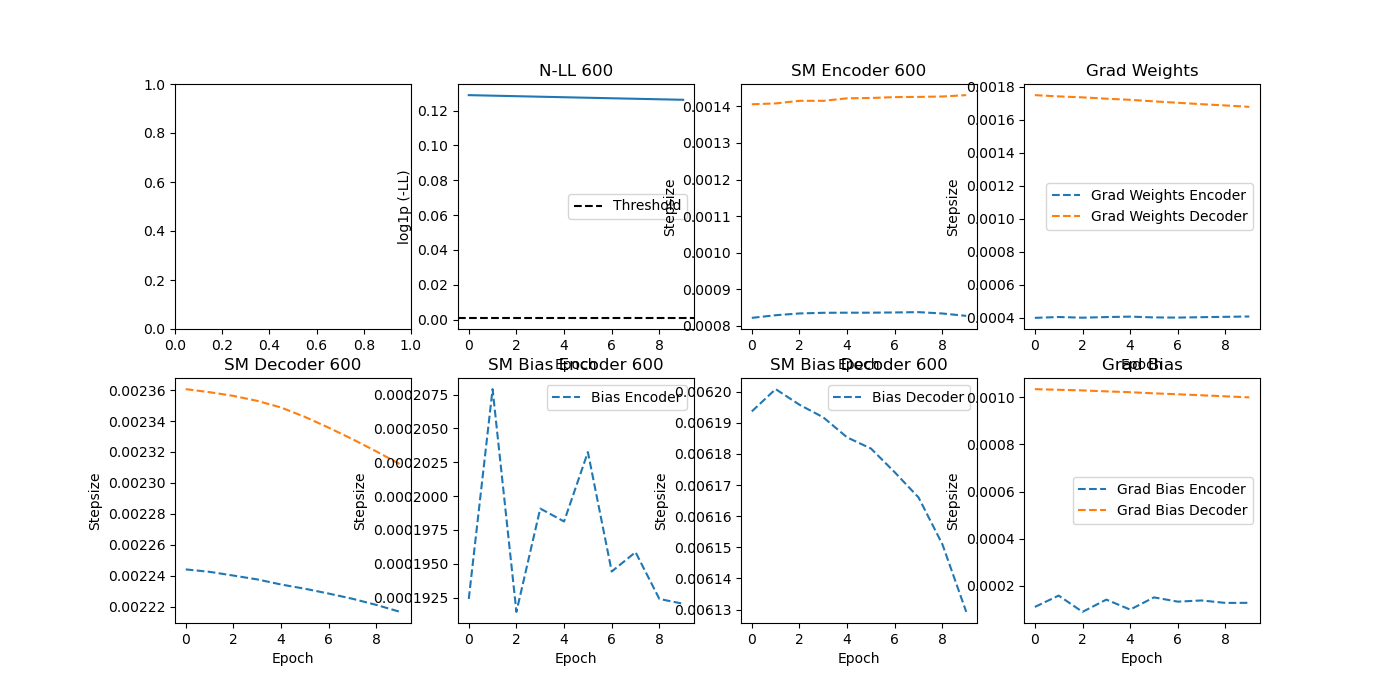 N-LL 600
SM Encoder 600
Grad Weights
1.0
0.8
0.6
0.4
0.2
0.0
0.0 0.2 0.4 0.6 0.8 1.0
log1p (-LL)
0.12
0.10
0.08
0.06
0.04
0.02
0.00
Threshold
0 2 4 6 8
Epoch
Stepsize
0.0014
0.0013
0.0012
0.0011
0.0010
0.0009
0.0008
0 2 4 6 8
Epoch
Stepsize
0.0018
0.0016
0.0014
0.0012
0.0010
0.0008
0.0006
0.0004
Grad Weights Encoder
Grad Weights Decoder
0 2 4 6 8
Epoch
SM Decoder 600
Stepsize
0.00236
0.00234
0.00232
0.00230
0.00228
0.00226
0.00224
0.00222
0 2 4 6 8
Epoch
SM Bias Encoder 600
Stepsize
0.0002075
0.0002050
0.0002025
0.0002000
0.0001975
0.0001950
0.0001925
Bias Encoder
0 2 4 6 8
Epoch
SM Bias Decoder 600
Stepsize
0.00620
0.00619
0.00618
0.00617
0.00616
0.00615
0.00614
0.00613
Bias Decoder
0 2 4 6 8
Epoch
Grad Bias
Stepsize
0.0010
0.0008
0.0006
0.0004
0.0002
Grad Bias Encoder
Grad Bias Decoder
0 2 4 6 8
Epoch